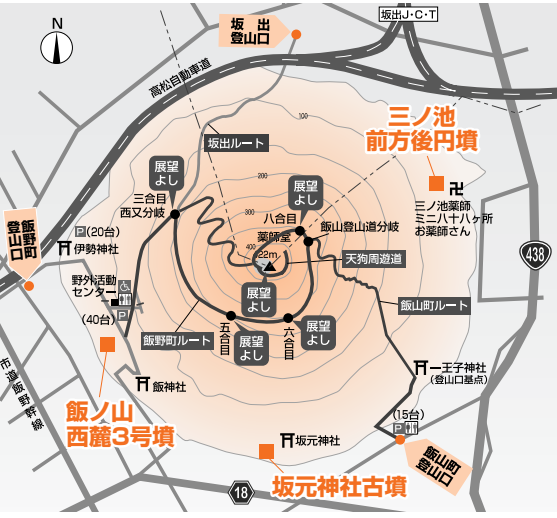 坂出
登山口
坂出J・C・T
N
高松自動車道
三ノ池
前方後円墳
100
坂出ルート
展望
よし
三合目
西又分岐
200
展望
よし
八合目
300
飯山登山道分岐
薬師堂
400
422m
三ノ池薬師
ミニ八十八ヶ所
お薬師さん
飯野町
登山口
P(20台)
伊勢神社
天狗周遊道
438
野外活動
センター
(40台)
P
展望
よし
飯山町ルート
飯野町ルート
五合目
展望
よし
六合目
展望
よし
市道飯野幹線
飯神社
一王子神社
(登山口基点)
飯ノ山
西麓3号墳
(15台)
P
坂元神社
飯山町
登山口
坂元神社古墳
18